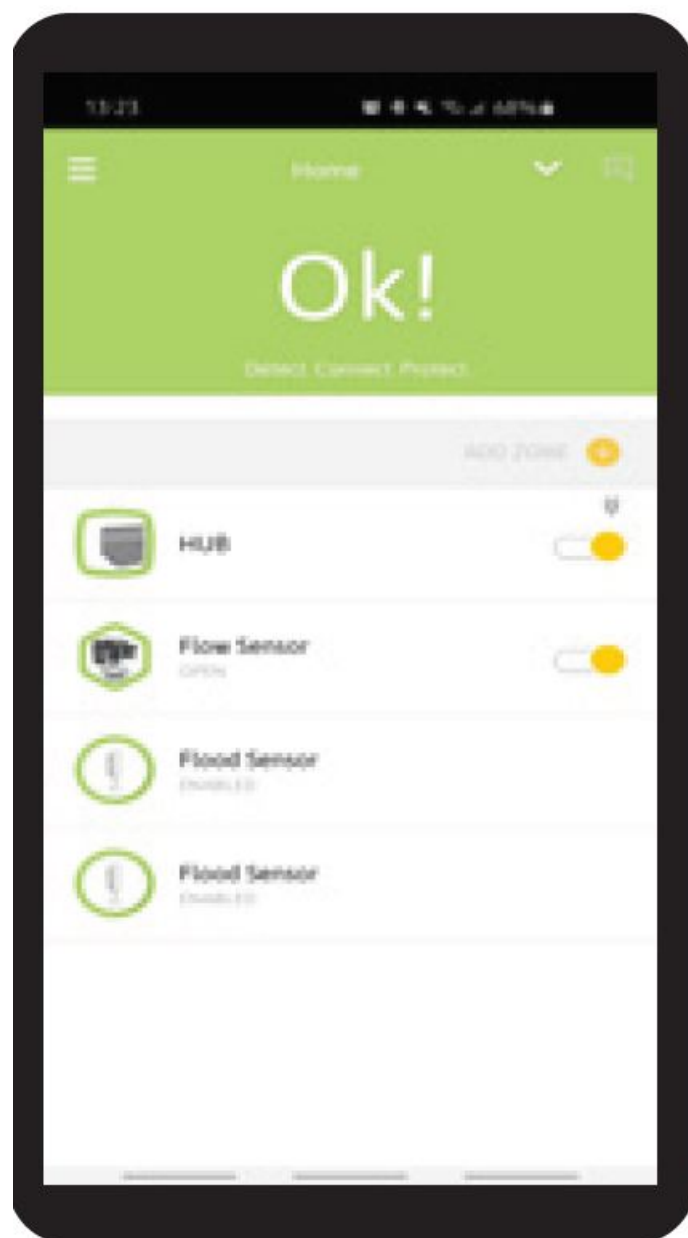 13:23 68%
Home
Ok!
Detect Connect Protect
ADD ZONE
HUB
Flow Sensor
OPEN
Flood Sensor
ENABLED
Flood Sensor
ENABLED